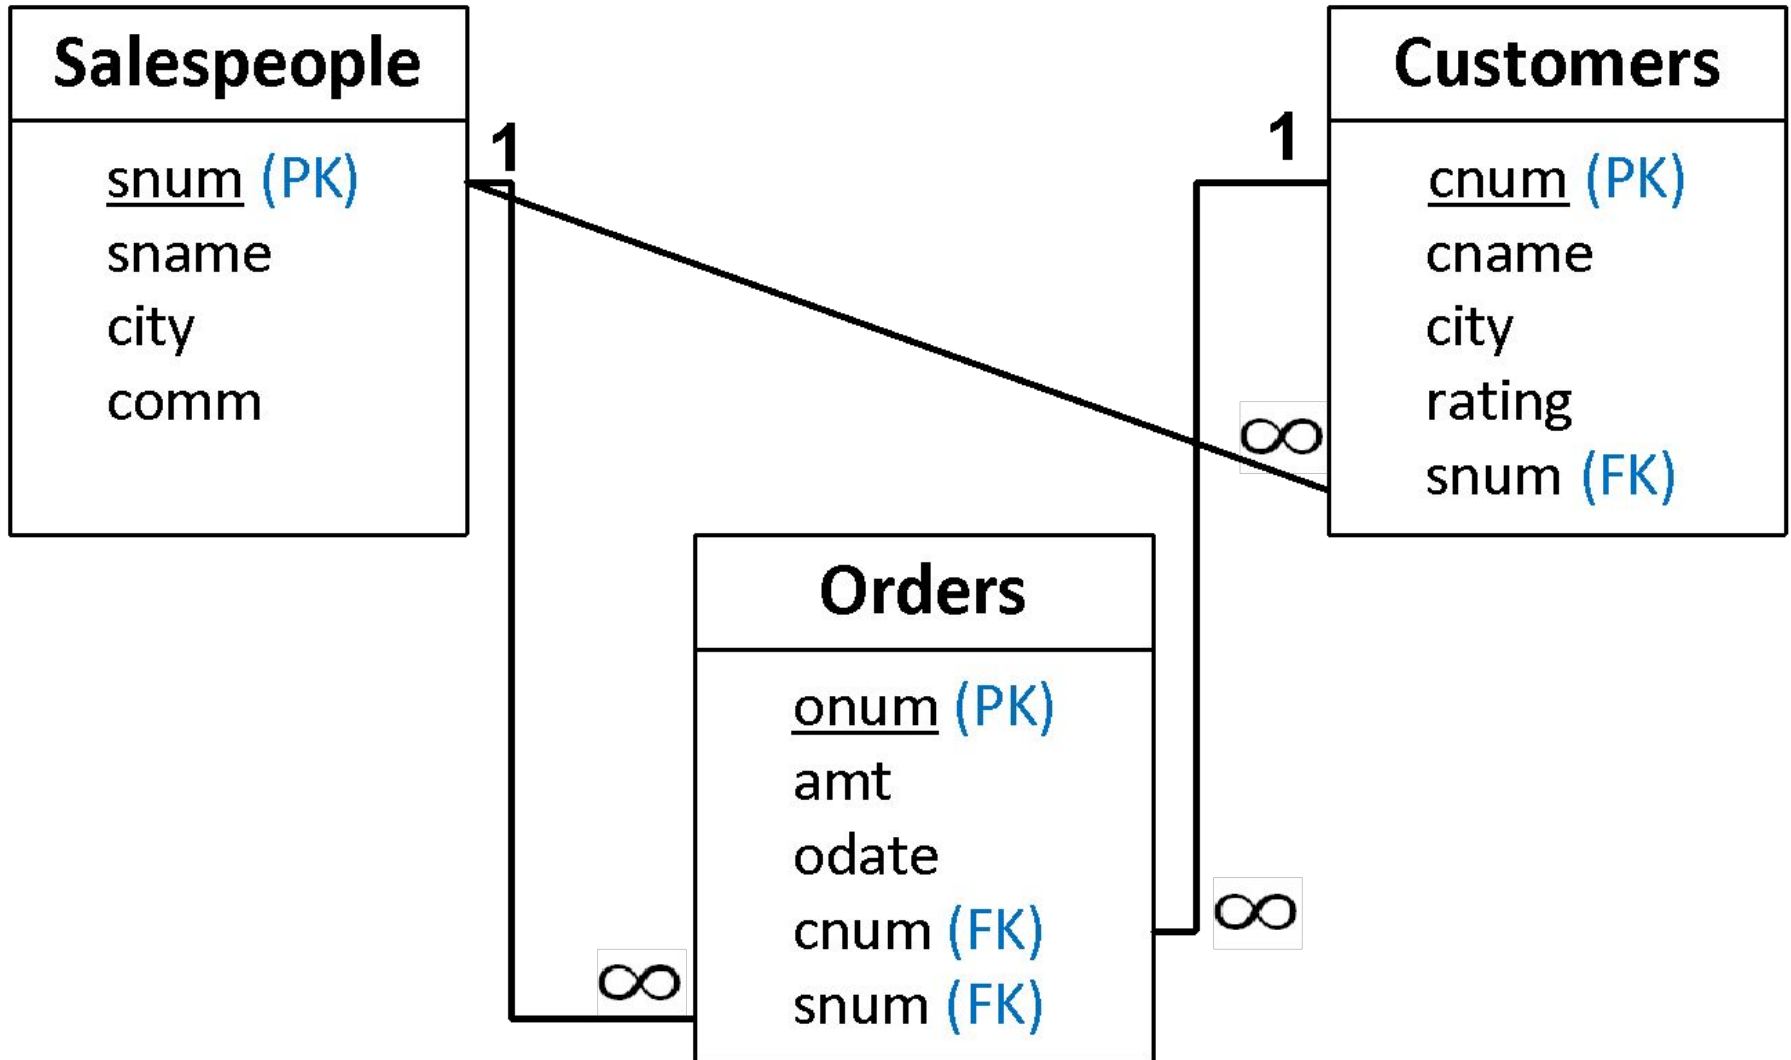 Salespeople
snum (PK)
sname
city
comm
1
1
Customers
cnum (PK)
cname
city
rating
snum (FK)
∞
Orders
onum (PK)
amt
odate
cnum (FK)
snum (FK)
∞
∞